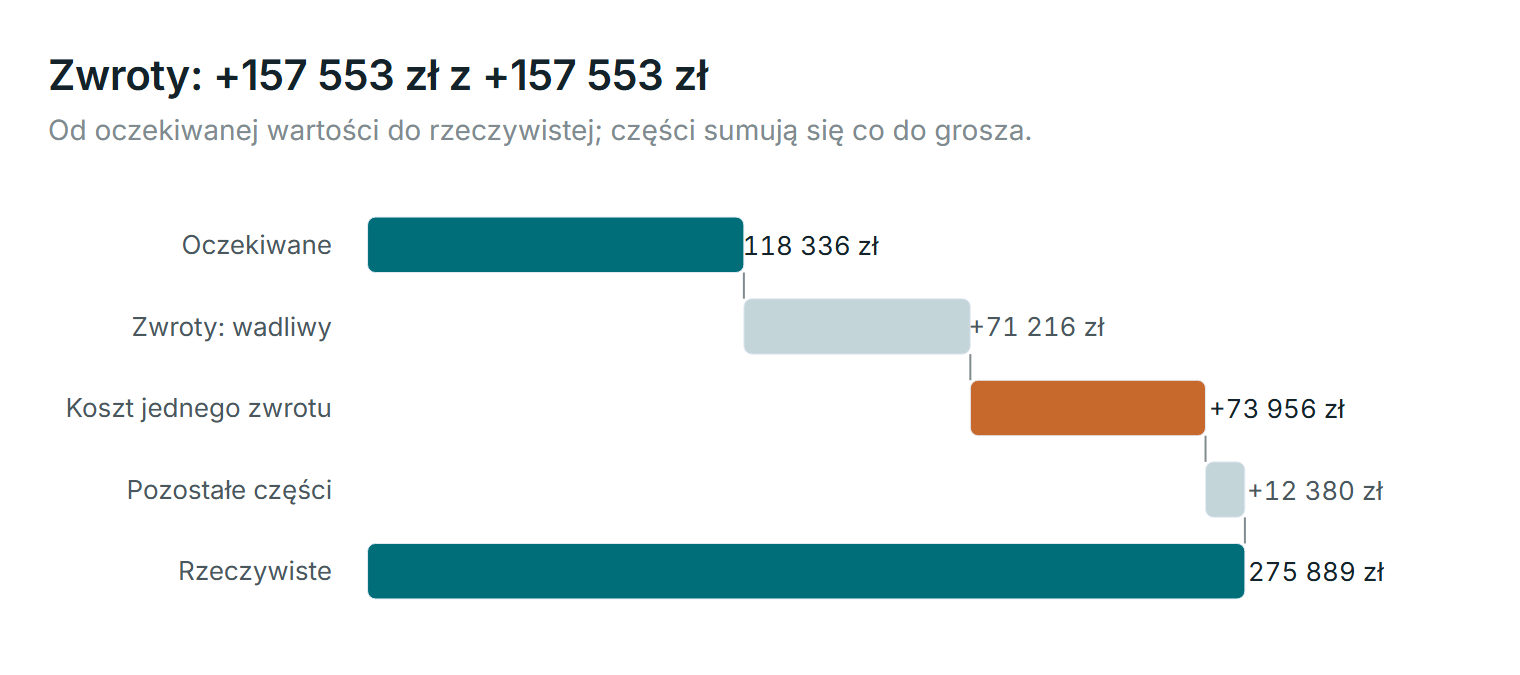 Zwroty: +157 553 zł z +157 553 zł
Od oczekiwanej wartości do rzeczywistej; części sumują się co do grosza.
Oczekiwane 118 336 zł
Zwroty: wadliwy +71 216 zł
Koszt jednego zwrotu +73 956 zł
Pozostałe części +12 380 zł
Rzeczywiste 275 889 zł